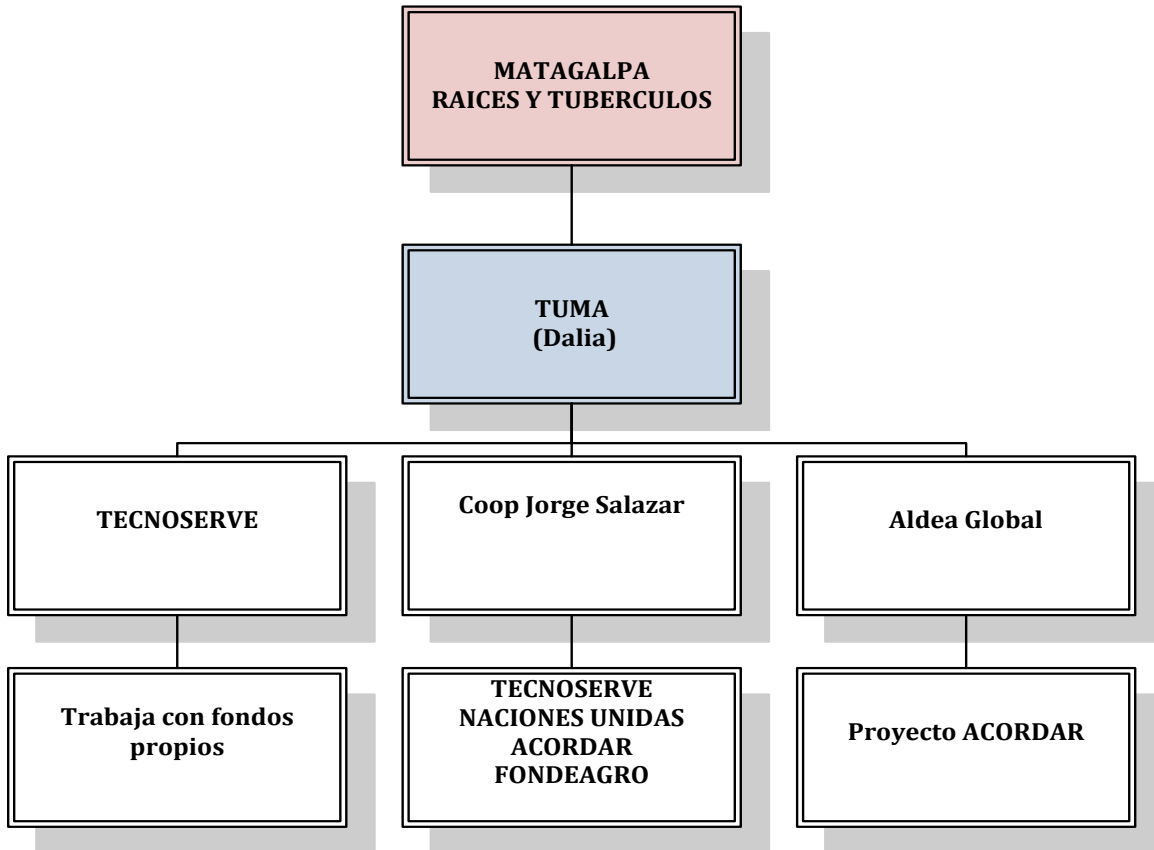 MATAGALPA
RAICES Y TUBERCULOS
TUMA
(Dalia)
TECNOSERVE
Coop Jorge Salazar
Aldea Global
Trabaja con fondos
propios
TECNOSERVE
NACIONES UNIDAS
ACORDAR
FONDEAGRO
Proyecto ACORDAR